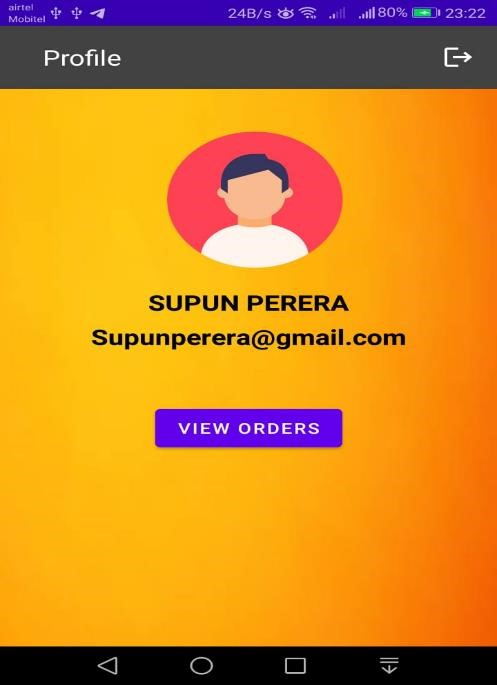 airtel
Mobitel
24B/s 80% 23:22
Profile
SUPUN PERERA
Supunperera@gmail.com
VIEW ORDERS